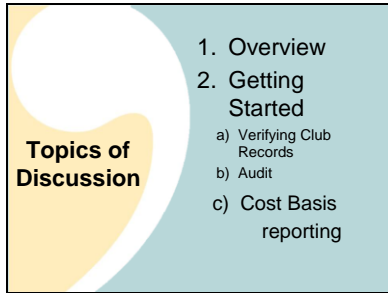 Topics of
Discussion
1. Overview
2. Getting
Started
a) Verifying Club
Records
b) Audit
c) Cost Basis
reporting